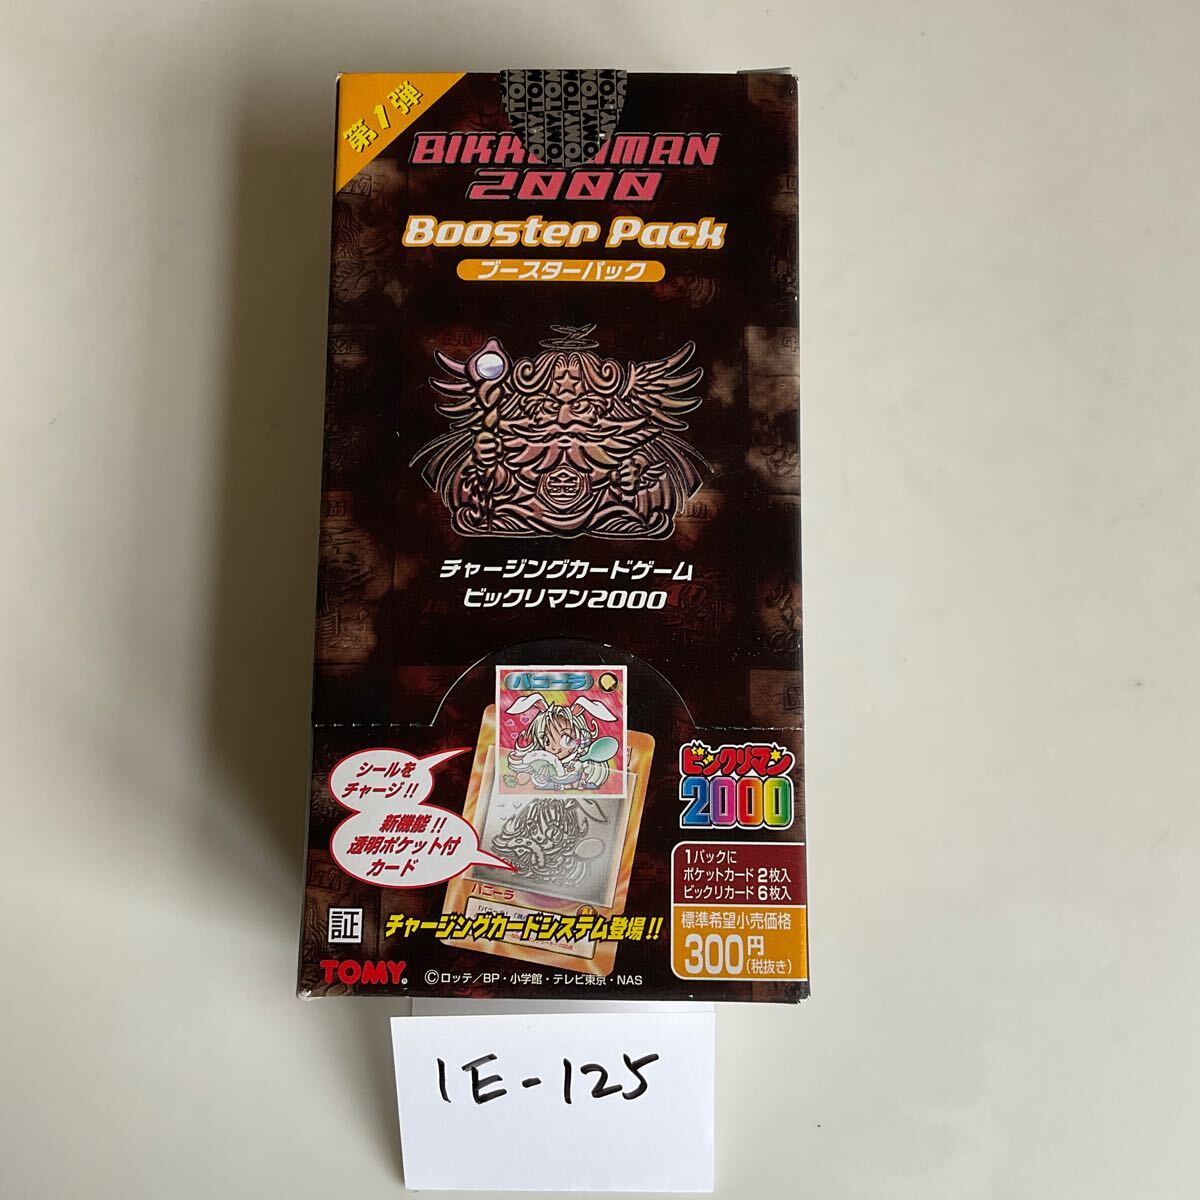 第1弾
TOMY
BIKKURIMAN
2000
Booster Pack
ブースターパック
チャージングカードゲーム
ビックリマン2000
バニーラ
シールを
チャージ!!
新機能!!
透明ポケット付
カード
バニーラ
ビックリマン
2000
1パックに
ポケットカード2枚入
ビックリカード6枚入
標準希望小売価格
300円
(税抜き)
チャージングカードシステム登場!!
証
TOMY®
©ロッテ/BP・小学館・テレビ東京・NAS
1E-125